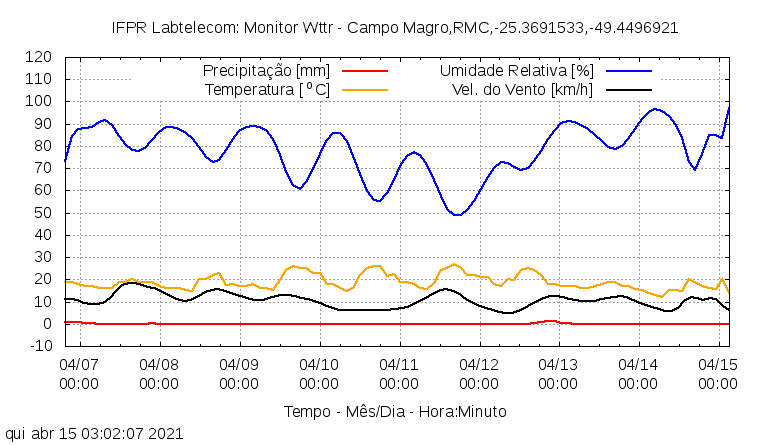 IFPR Labtelecom: Monitor Wttr - Campo Magro,RMC,-25.3691533,-49.4496921
120
110
100
90
80
70
60
50
40
30
20
10
0
-10
Precipitação [mm]
Temperatura [ ⁰C]
Umidade Relativa [%]
Vel. do Vento [km/h]
04/07 04/08 04/09 04/10 04/11 04/12 04/13 04/14 04/15
00:00 00:00 00:00 00:00 00:00 00:00 00:00 00:00 00:00
Tempo - Mês/Dia - Hora:Minuto
qui abr 15 03:02:07 2021